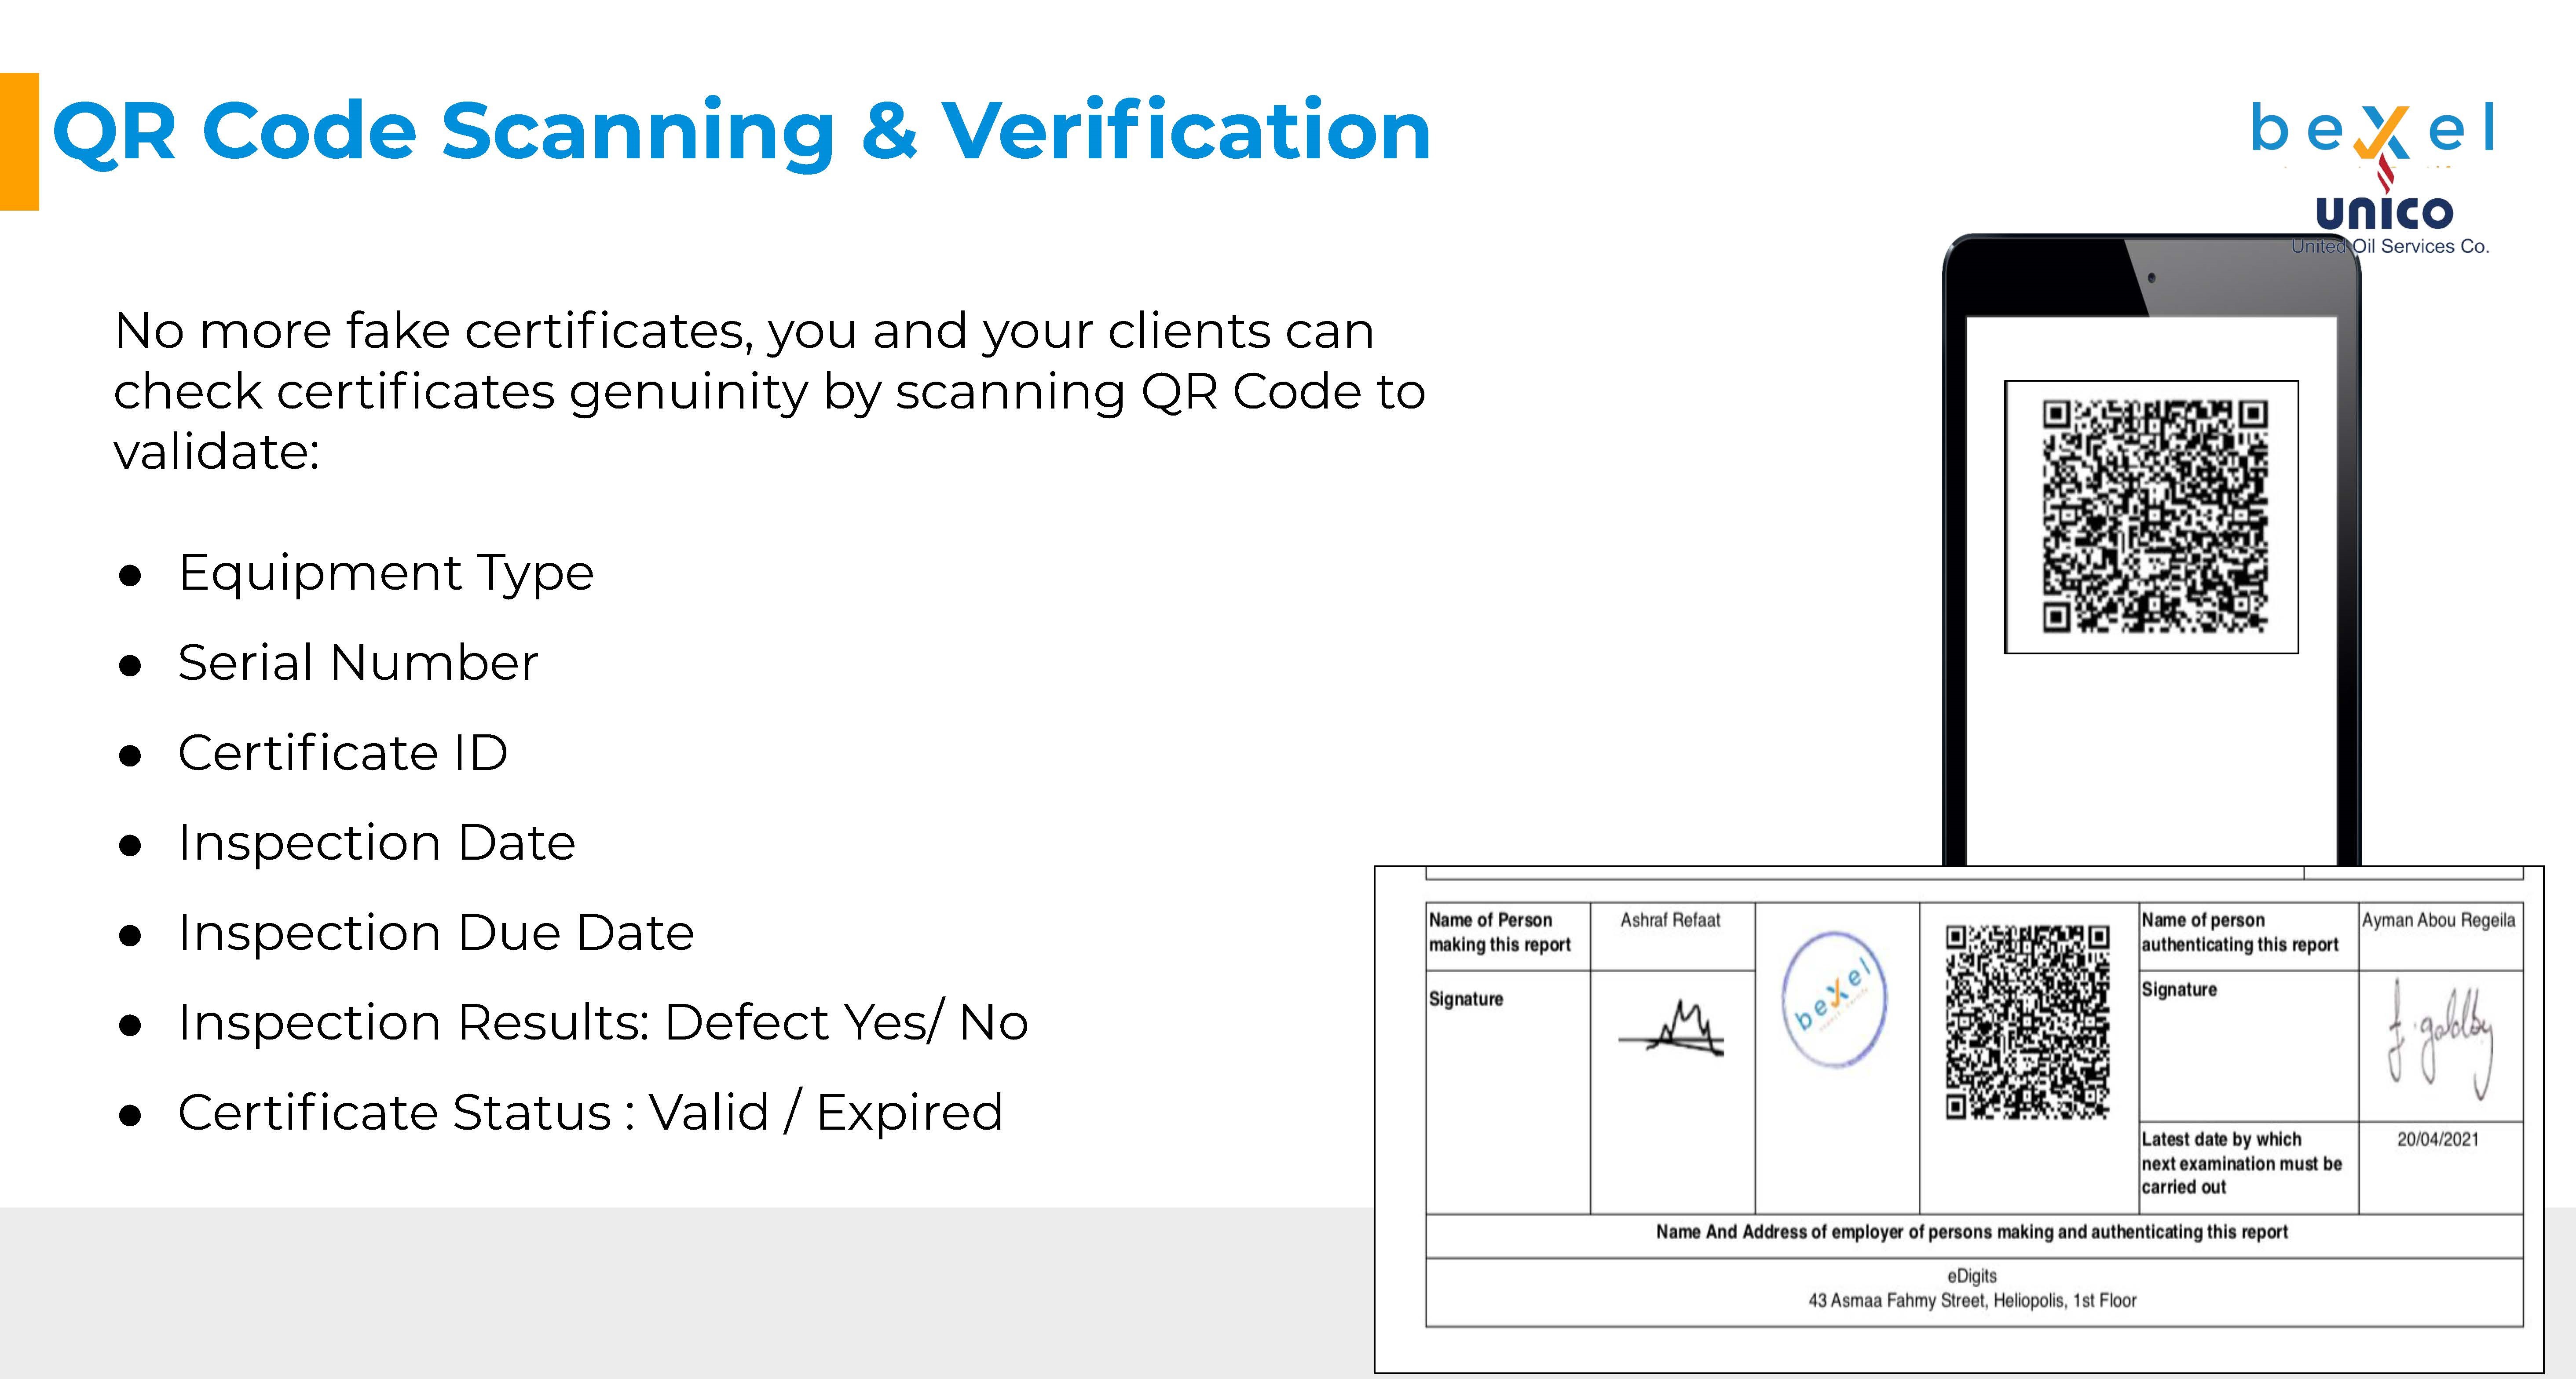 QR Code Scanning & Verification
bexel
unico
United Oil Services Co.
No more fake certificates, you and your clients can
check certificates genuinity by scanning QR Code to
validate:
● Equipment Type
● Serial Number
● Certificate ID
● Inspection Date
● Inspection Due Date
● Inspection Results: Defect Yes/ No
● Certificate Status : Valid / Expired
Name of Person
making this report
Ashraf Refaat
Signature
bexel
Name of person
authenticating this report
Ayman Abou Regeila
Signature
f. goldby
Latest date by which
next examination must be
carried out
20/04/2021
Name And Address of employer of persons making and authenticating this report
eDigits
43 Asmaa Fahmy Street, Heliopolis, 1st Floor